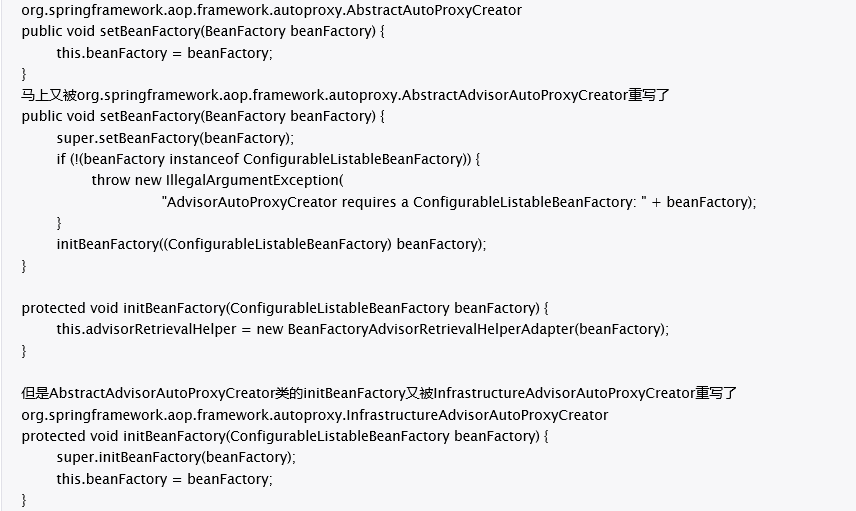 org.springframework.aop.framework.autoproxy.AbstractAutoProxyCreator
public void setBeanFactory(BeanFactory beanFactory) {
this.beanFactory = beanFactory;
}
马上又被org.springframework.aop.framework.autoproxy.AbstractAdvisorAutoProxyCreator重写了
public void setBeanFactory(BeanFactory beanFactory) {
super.setBeanFactory(beanFactory);
if (!(beanFactory instanceof ConfigurableListableBeanFactory)) {
throw new IllegalArgumentException(
"AdvisorAutoProxyCreator requires a ConfigurableListableBeanFactory: " + beanFactory);
}
initBeanFactory((ConfigurableListableBeanFactory) beanFactory);
}
protected void initBeanFactory(ConfigurableListableBeanFactory beanFactory) {
this.advisorRetrievalHelper = new BeanFactoryAdvisorRetrievalHelperAdapter(beanFactory);
}
但是AbstractAdvisorAutoProxyCreator类的initBeanFactory又被InfrastructureAdvisorAutoProxyCreator重写了
org.springframework.aop.framework.autoproxy.InfrastructureAdvisorAutoProxyCreator
protected void initBeanFactory(ConfigurableListableBeanFactory beanFactory) {
super.initBeanFactory(beanFactory);
this.beanFactory = beanFactory;
}